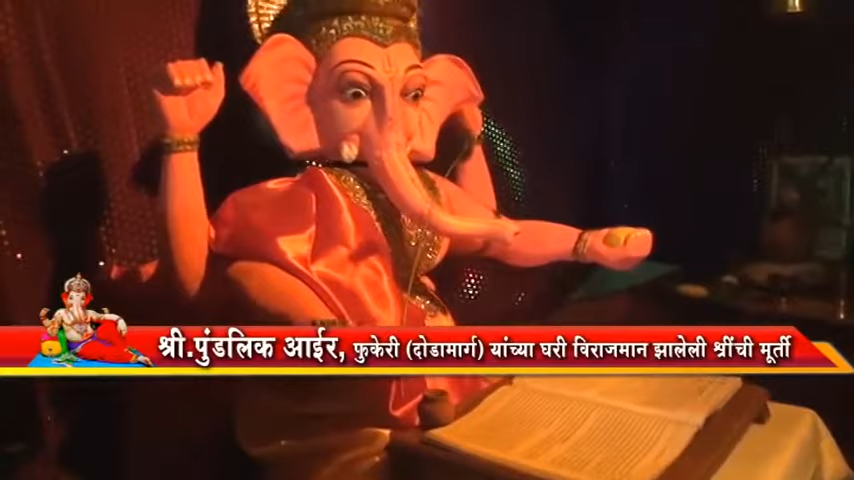 श्री.पुंडलिक आईर, फुकेरी (दोडामार्ग) यांच्या घरी विराजमान झालेली श्रींची मूर्ती